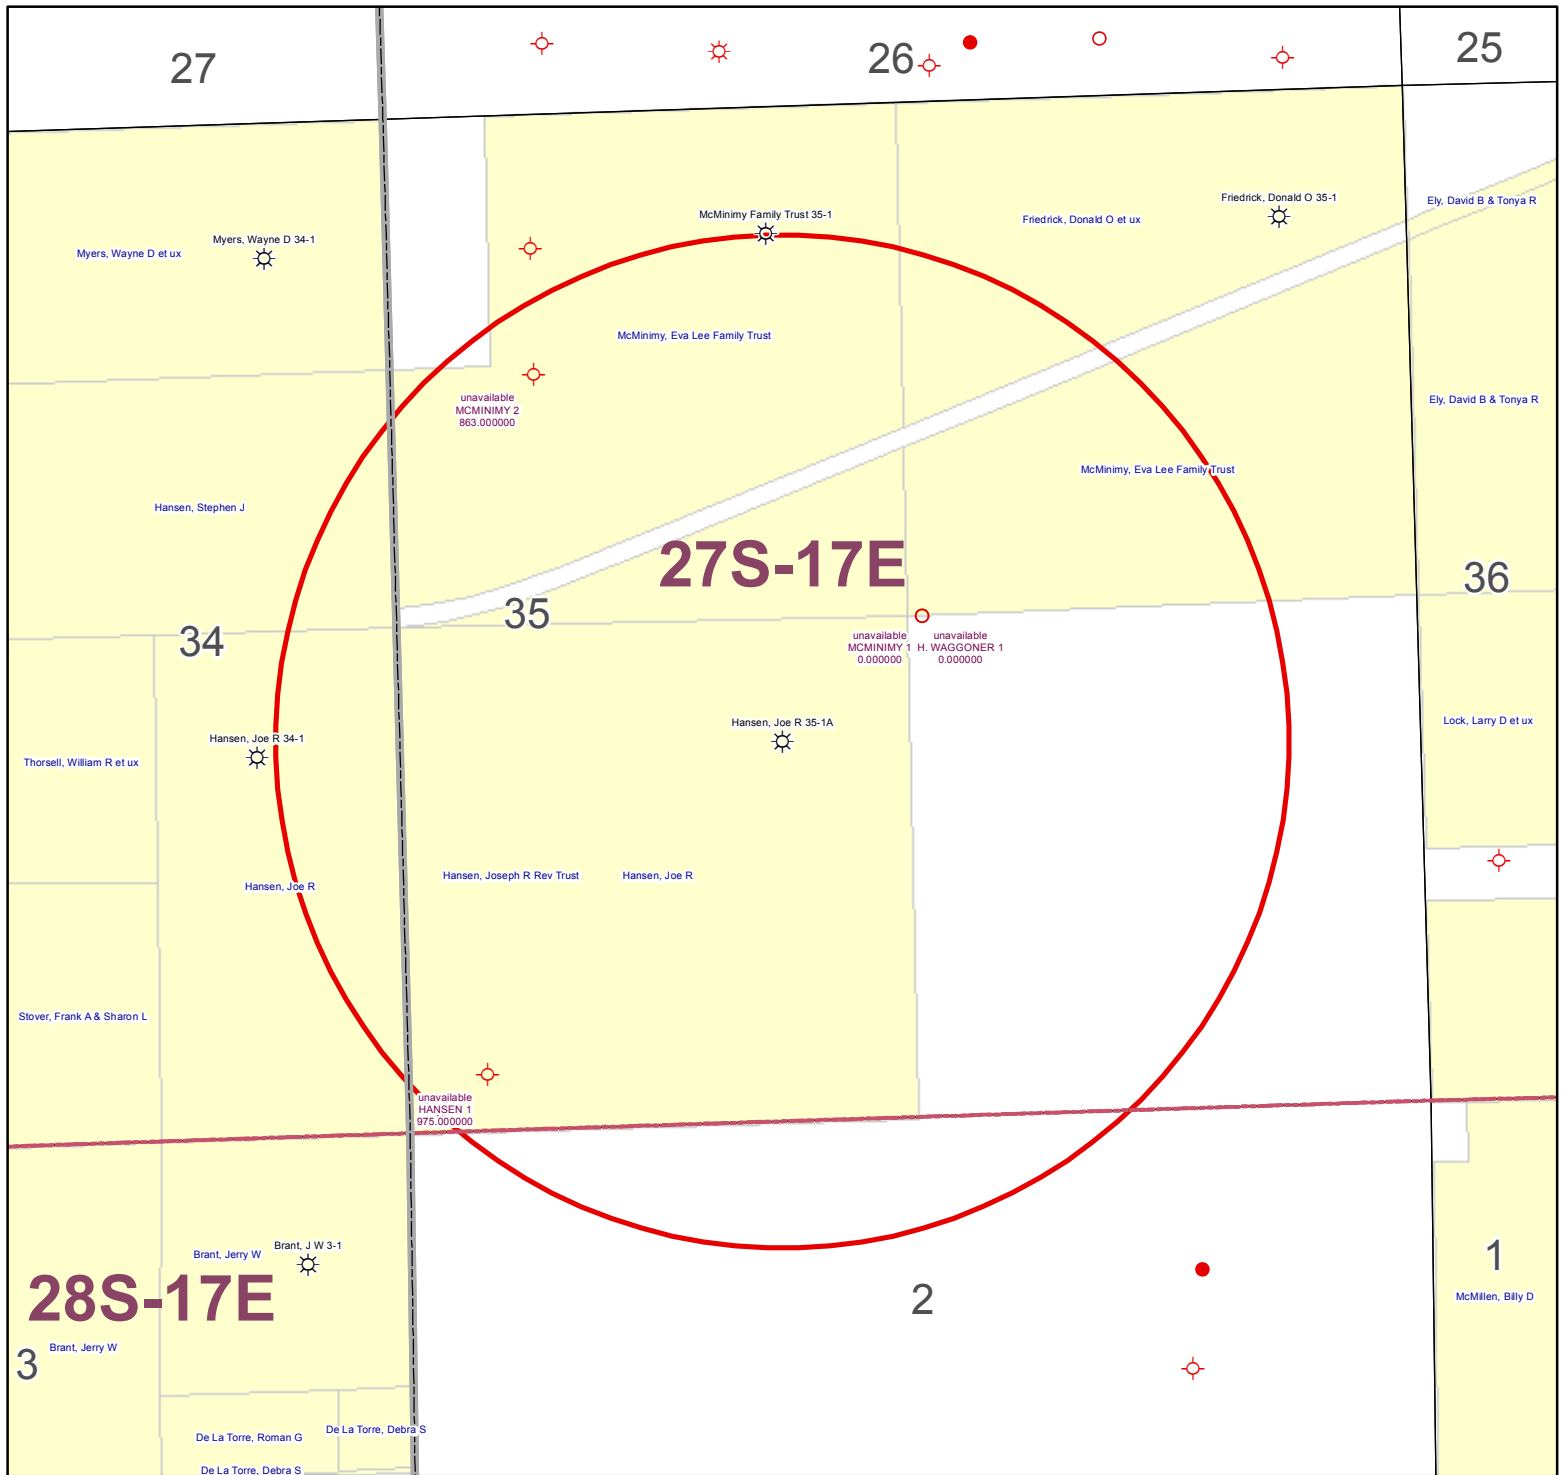 27
26
25
McMinimy Family Trust 35-1
Friedrick, Donald O 35-1
Ely, David B & Tonya R
Friedrick, Donald O et ux
Myers, Wayne D 34-1
Myers, Wayne D et ux
McMinimy, Eva Lee Family Trust
unavailable
MCMINIMY 2
863.000000
Ely, David B & Tonya R
McMinimy, Eva Lee Family Trust
Hansen, Stephen J
27S-17E
36
35
34
unavailable
MCMINIMY 1
0.000000
unavailable
H. WAGGONER 1
0.000000
Hansen, Joe R 35-1A
Lock, Larry D et ux
Hansen, Joe R 34-1
Thorsell, William R et ux
Hansen, Joe R
Hansen, Joseph R Rev Trust
Hansen, Joe R
Stover, Frank A & Sharon L
unavailable
HANSEN 1
975.000000
Brant, J W 3-1
Brant, Jerry W
28S-17E
2
1
McMillen, Billy D
Brant, Jerry W
3
De La Torre, Roman G
De La Torre, Debra S
De La Torre, Debra S